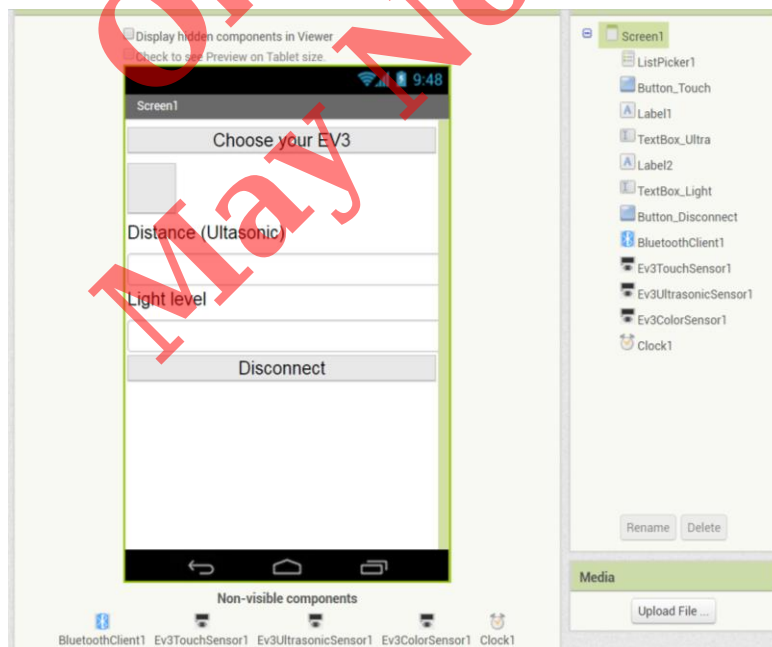 Display hidden components in Viewer
Check to see Preview on Tablet size.
9:48
Screen1
Choose your EV3
Distance (Ultasonic)
Light level
Disconnect
Non-visible components
BluetoothClient1 Ev3TouchSensor1 Ev3UltrasonicSensor1 Ev3ColorSensor1 Clock1
Screen1
ListPicker1
Button_Touch
Label1
TextBox_Ultra
Label2
TextBox_Light
Button_Disconnect
BluetoothClient1
Ev3TouchSensor1
Ev3UltrasonicSensor1
Ev3ColorSensor1
Clock1
Rename Delete
Media
Upload File ...
May